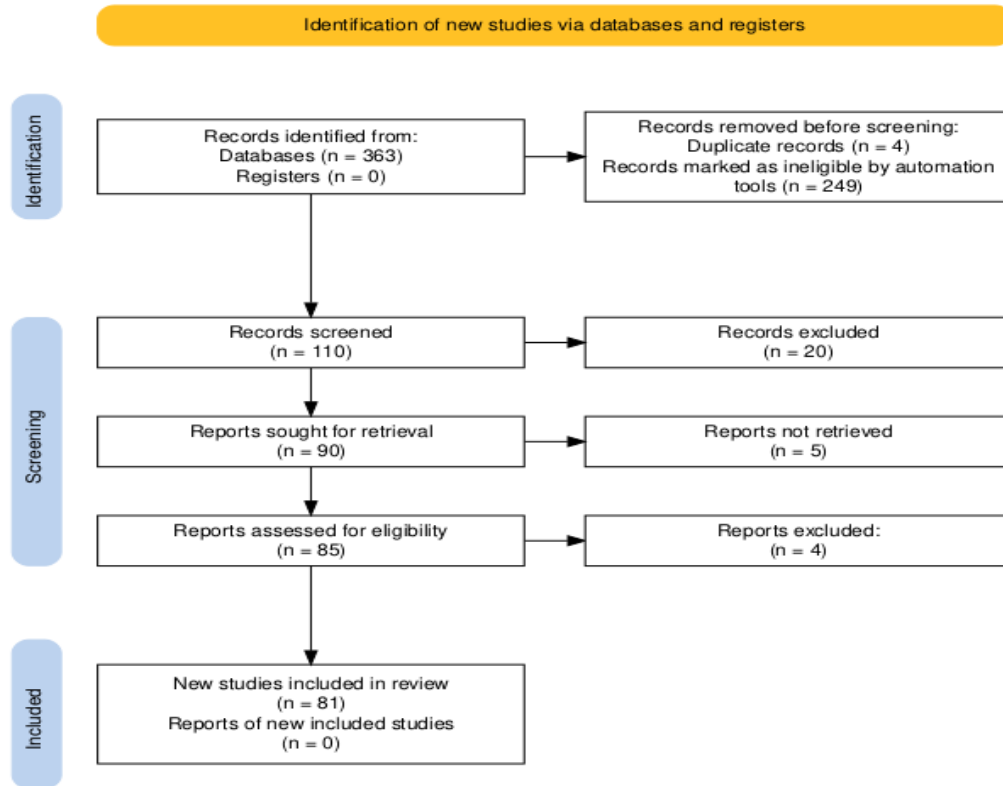 Identification of new studies via databases and registers
Identification
Records identified from:
Databases (n = 363)
Registers (n = 0)
Records removed before screening:
Duplicate records (n = 4)
Records marked as ineligible by automation
tools (n = 249)
Screening
Records screened
(n = 110)
Records excluded
(n = 20)
Reports sought for retrieval
(n = 90)
Reports not retrieved
(n = 5)
Reports assessed for eligibility
(n = 85)
Reports excluded:
(n = 4)
Included
New studies included in review
(n = 81)
Reports of new included studies
(n = 0)